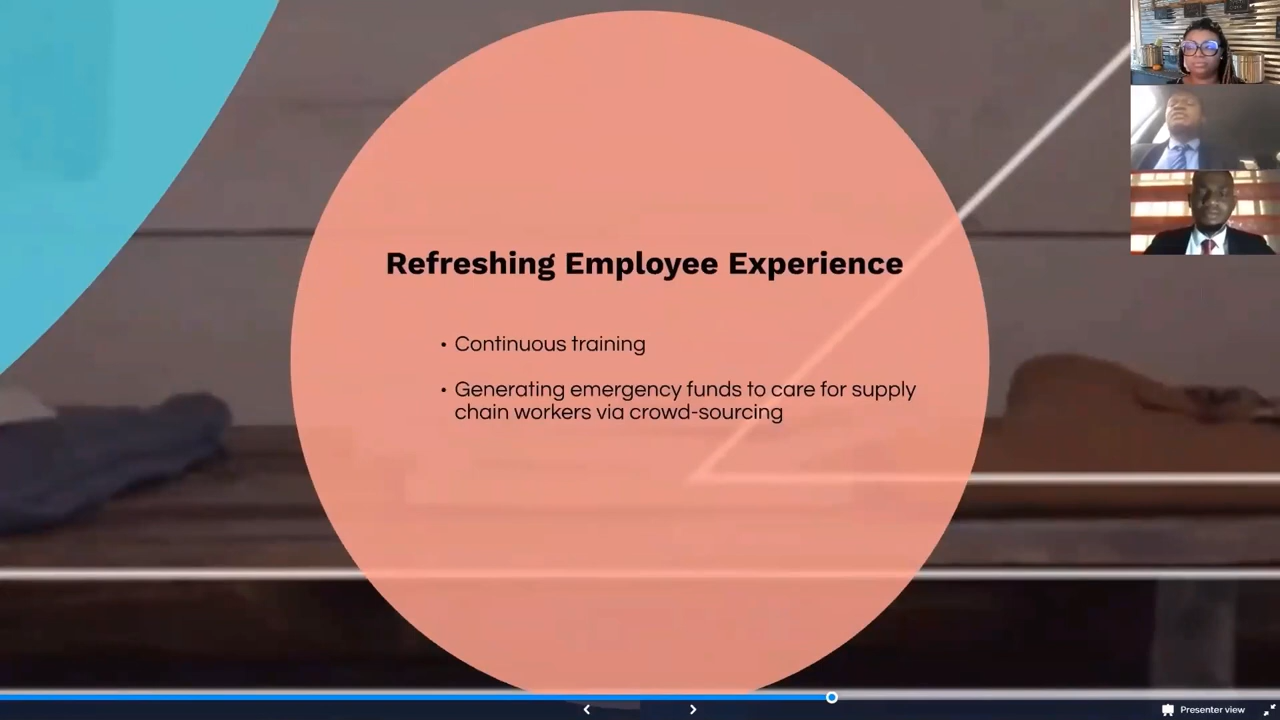 Refreshing Employee Experience
• Continuous training
• Generating emergency funds to care for supply
chain workers via crowd-sourcing
Presenter view